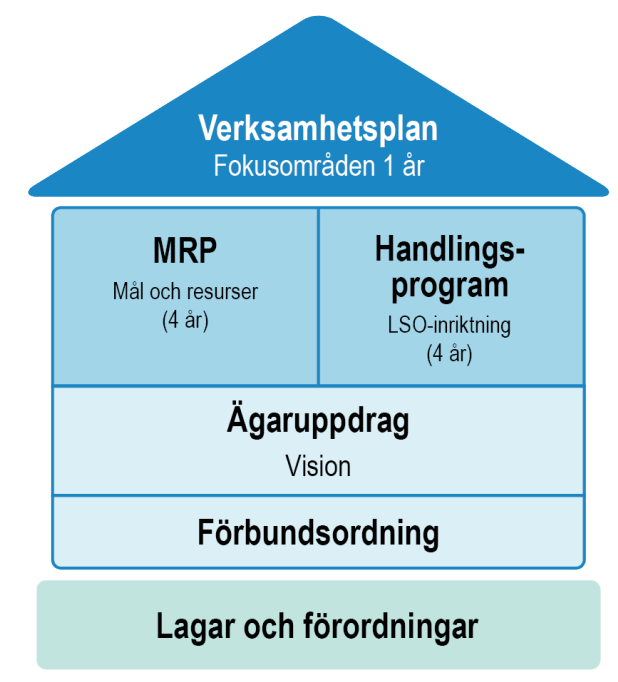 Verksamhetsplan
Fokusområden 1 år
MRP
Mål och resurser
(4 år)
Handlings-
program
LSO-inriktning
(4 år)
Ägaruppdrag
Vision
Förbundsordning
Lagar och förordningar